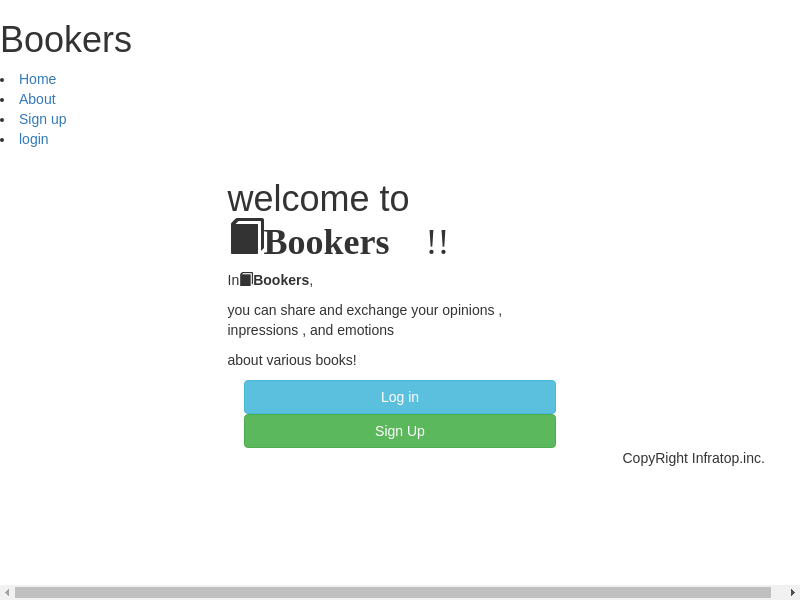 Bookers
Home
About
Sign up
login
welcome to
Bookers !!
In Bookers,
you can share and exchange your opinions ,
inpressions , and emotions
about various books!
Log in
Sign Up
CopyRight Infratop.inc.